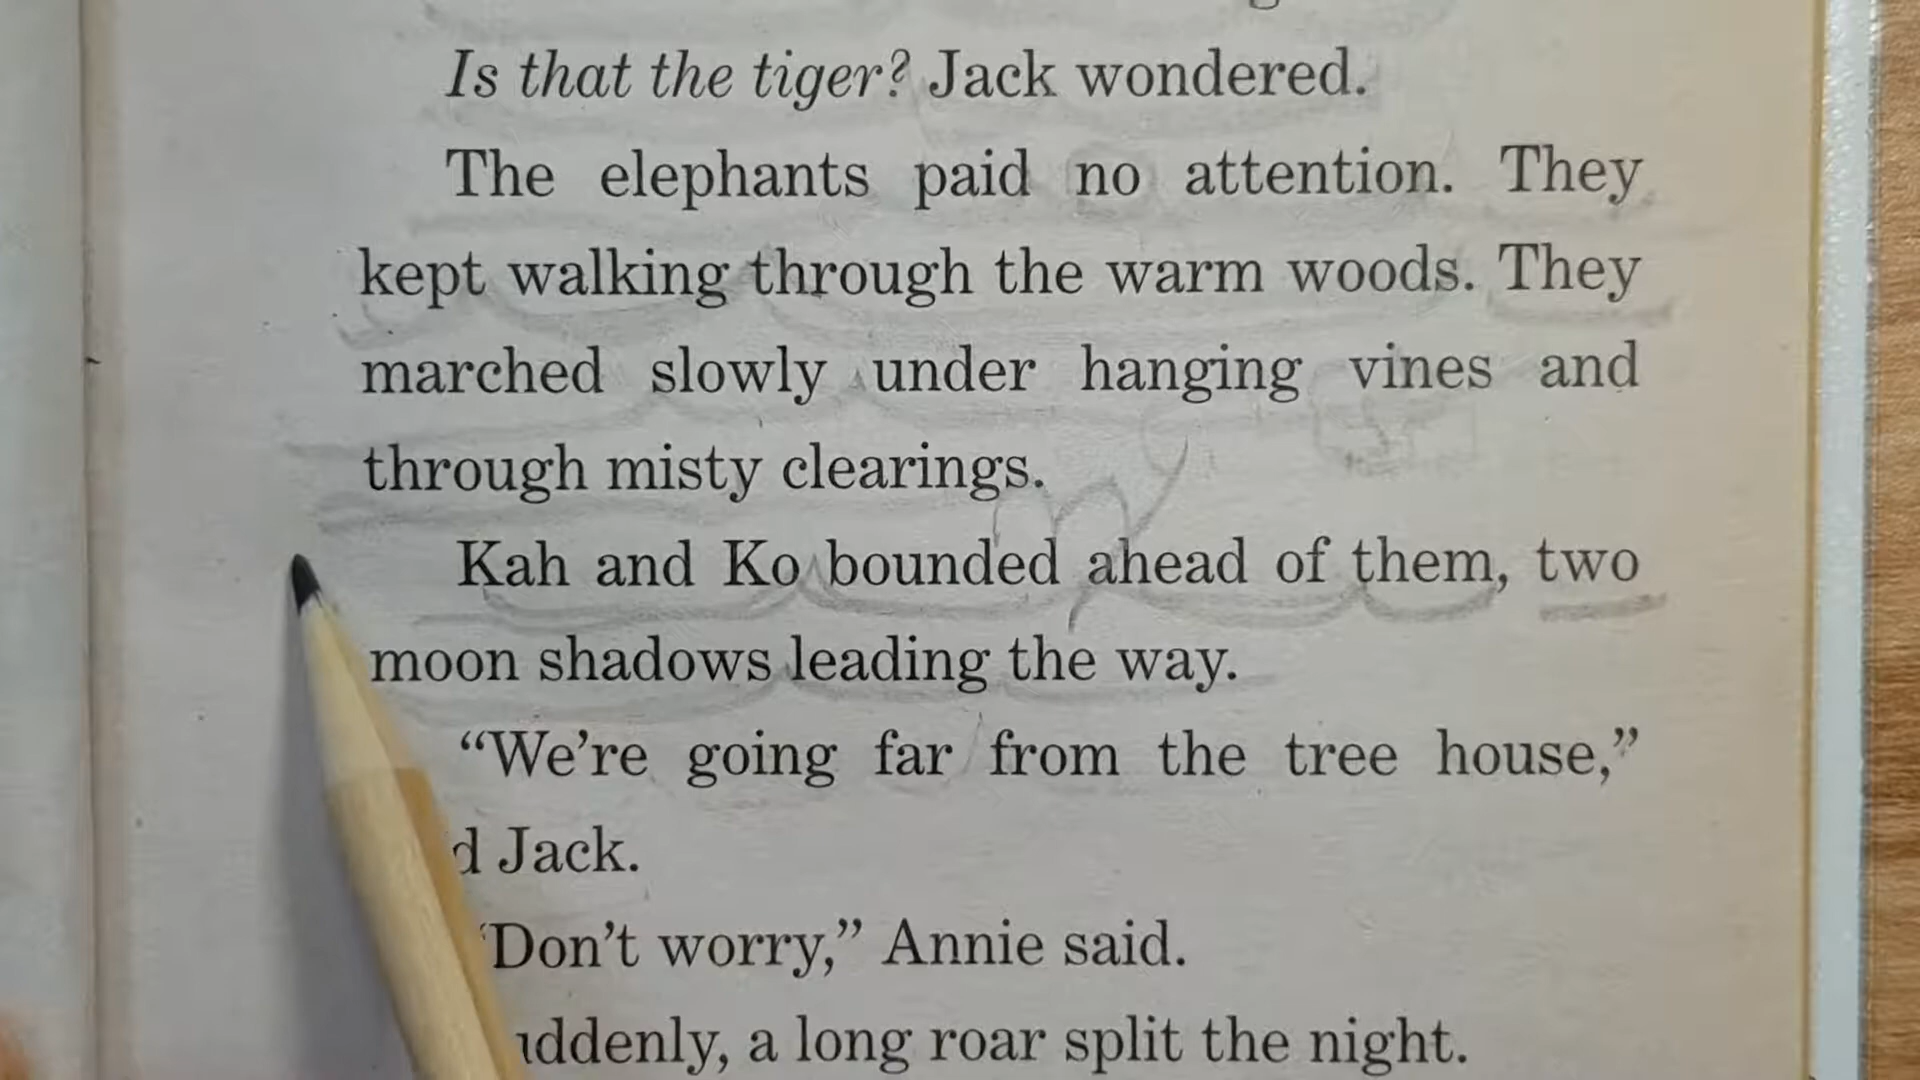 Is that the tiger? Jack wondered.
The elephants paid no attention. They
kept walking through the warm woods. They
marched slowly under hanging vines and
through misty clearings.
Kah and Ko bounded ahead of them, two
moon shadows leading the way.
“We’re going far from the tree house,”
d Jack.
“Don’t worry,” Annie said.
uddenly, a long roar split the night.